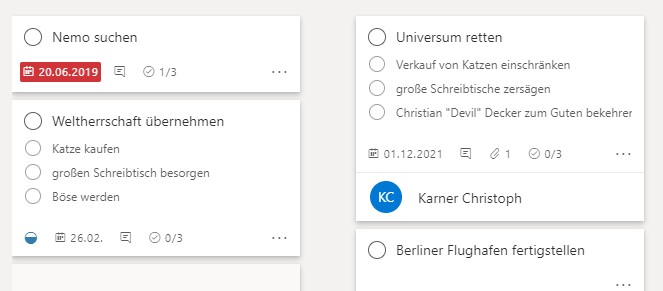 Nemo suchen
20.06.2019 1/3
Weltherrschaft übernehmen
Katze kaufen
großen Schreibtisch besorgen
Böse werden
26.02. 0/3
Universum retten
Verkauf von Katzen einschränken
große Schreibtische zersägen
Christian "Devil" Decker zum Guten bekehren
01.12.2021 1 0/3
KC Karner Christoph
Berliner Flughafen fertigstellen